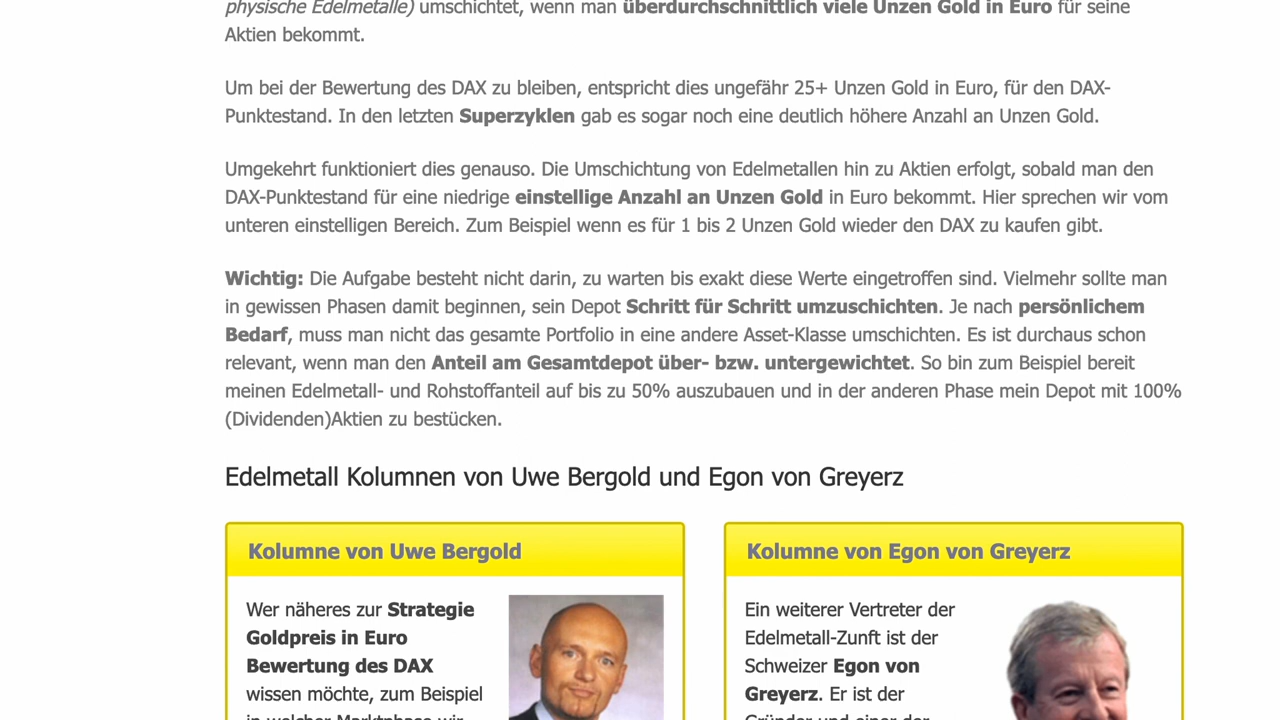 physische Edelmetalle) umschichtet, wenn man überdurchschnittlich viele Unzen Gold in Euro für seine
Aktien bekommt.
Um bei der Bewertung des DAX zu bleiben, entspricht dies ungefähr 25+ Unzen Gold in Euro, für den DAX-
Punktestand. In den letzten Superzyklen gab es sogar noch eine deutlich höhere Anzahl an Unzen Gold.
Umgekehrt funktioniert dies genauso. Die Umschichtung von Edelmetallen hin zu Aktien erfolgt, sobald man den
DAX-Punktestand für eine niedrige einstellige Anzahl an Unzen Gold in Euro bekommt. Hier sprechen wir vom
unteren einstelligen Bereich. Zum Beispiel wenn es für 1 bis 2 Unzen Gold wieder den DAX zu kaufen gibt.
Wichtig: Die Aufgabe besteht nicht darin, zu warten bis exakt diese Werte eingetroffen sind. Vielmehr sollte man
in gewissen Phasen damit beginnen, sein Depot Schritt für Schritt umzuschichten. Je nach persönlichem
Bedarf, muss man nicht das gesamte Portfolio in eine andere Asset-Klasse umschichten. Es ist durchaus schon
relevant, wenn man den Anteil am Gesamtdepot über- bzw. untergewichtet. So bin zum Beispiel bereit
meinen Edelmetall- und Rohstoffanteil auf bis zu 50% auszubauen und in der anderen Phase mein Depot mit 100%
(Dividenden)Aktien zu bestücken.
Edelmetall Kolumnen von Uwe Bergold und Egon von Greyerz
Kolumne von Uwe Bergold
Wer näheres zur Strategie
Goldpreis in Euro
Bewertung des DAX
wissen möchte, zum Beispiel
in welcher Marktphase wir
Kolumne von Egon von Greyerz
Ein weiterer Vertreter der
Edelmetall-Zunft ist der
Schweizer Egon von
Greyerz. Er ist der
Gründer und einer der